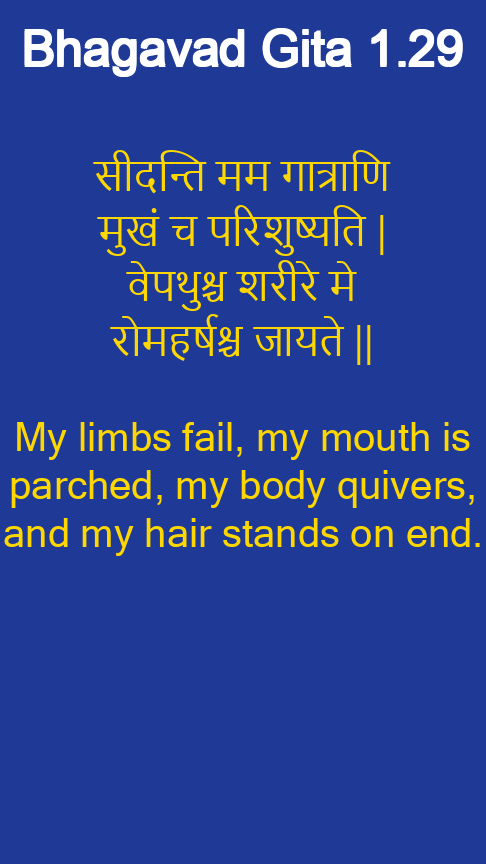 Bhagavad Gita 1.29
सीदन्ति मम गात्राणि
मुखं च परिशुष्यति |
वेपथुश्च शरीरे मे
रोमहर्षश्च जायते ||
My limbs fail, my mouth is
parched, my body quivers,
and my hair stands on end.